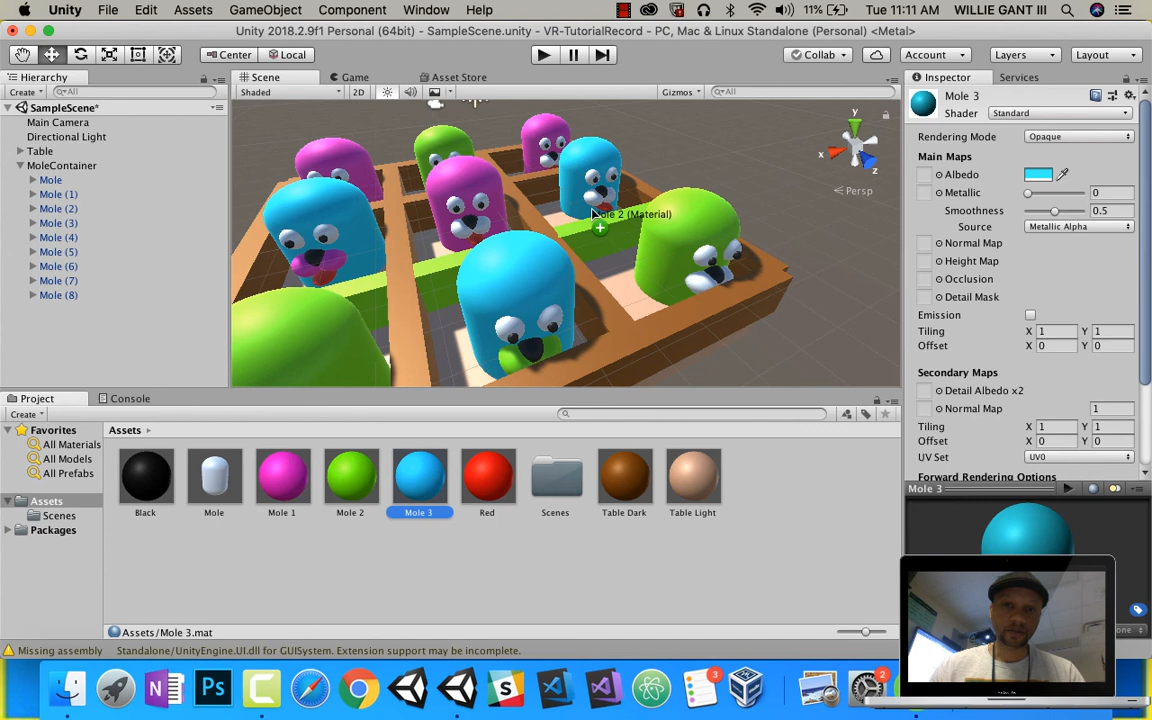 Unity File Edit Assets GameObject Component Window Help 11% Tue 11:11 AM WILLIE GANT III
Unity 2018.2.9f1 Personal (64bit) - SampleScene.unity - VR-TutorialRecord - PC, Mac & Linux Standalone (Personal) <Metal>
Center Local Collab Account Layers Layout
Hierarchy Scene Game Asset Store Inspector Services
Create All Shaded 2D Gizmos All Mole 3
SampleScene* Shader Standard
Main Camera
Directional Light Rendering Mode Opaque
Table Main Maps
MoleContainer
Mole Albedo
Mole (1) Metallic 0
Mole (2) Smoothness 0.5
Mole (3) Source Metallic Alpha
Mole (4) Normal Map
Mole (5) Height Map
Mole (6) Occlusion
Mole (7) Detail Mask
Mole (8) Emission
y
x
z
Persp
Mole 2 (Material)
Tiling X 1 Y 1
Offset X 0 Y 0
Secondary Maps
Detail Albedo x2
Normal Map 1
Tiling X 1 Y 1
Offset X 0 Y 0
UV Set UV0
Forward Rendering Options
Project Console
Create
Favorites Assets
All Materials
All Models
All Prefabs
Assets
Scenes
Packages
Black Mole Mole 1 Mole 2 Mole 3 Red Scenes Table Dark Table Light
Mole 3
Assets/Mole 3.mat
Missing assembly Standalone/UnityEngine.UI.dll for GUISystem. Extension support may be incomplete.
N Ps C S 3 2